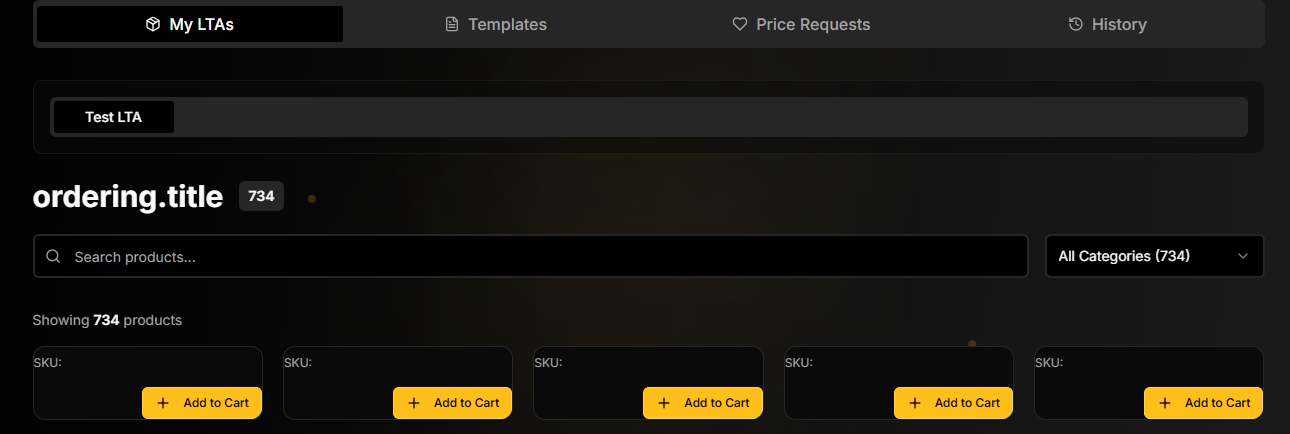 My LTAs Templates Price Requests History
Test LTA
ordering.title 734
Search products... All Categories (734)
Showing 734 products
SKU: SKU: SKU: SKU: SKU:
Add to Cart Add to Cart Add to Cart Add to Cart Add to Cart